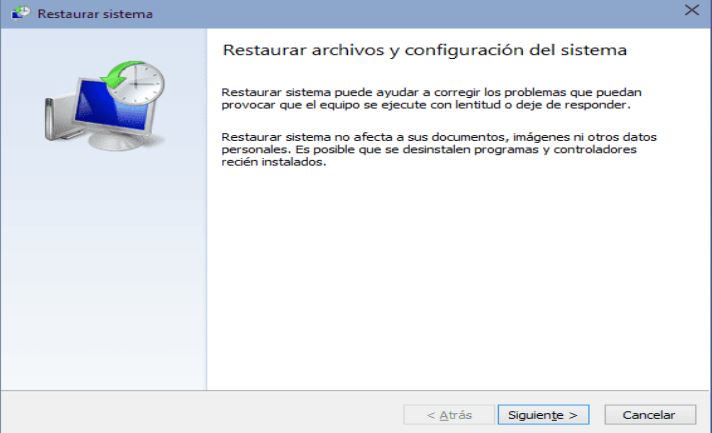 Restaurar sistema
Restaurar archivos y configuración del sistema
Restaurar sistema puede ayudar a corregir los problemas que puedan
provocar que el equipo se ejecute con lentitud o deje de responder.
Restaurar sistema no afecta a sus documentos, imágenes ni otros datos
personales. Es posible que se desinstalen programas y controladores
recién instalados.
< Atrás Siguiente > Cancelar